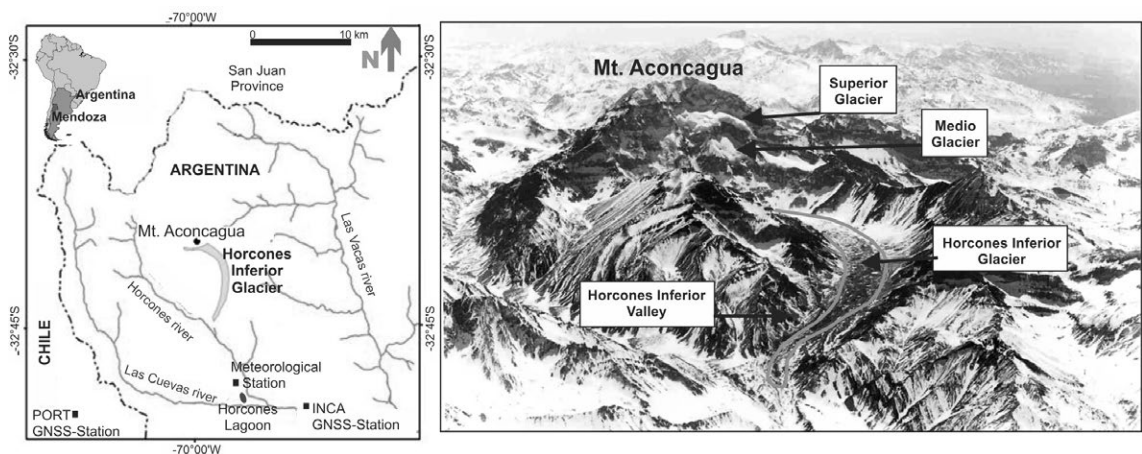 -70°00'W
-32°30'S
0 10 km
N
San Juan
Province
Argentina
Mendoza
ARGENTINA
Mt. Aconcagua
Horcones
Inferior
Glacier
Las Vacas river
Horcones river
-32°45'S
CHILE
Meteorological
Station
Las Cuevas river
Horcones
Lagoon
PORT
GNSS-Station
INCA
GNSS-Station
-70°00'W
-32°30'S
-32°45'S
Mt. Aconcagua
Superior
Glacier
Medio
Glacier
Horcones Inferior
Glacier
Horcones Inferior
Valley